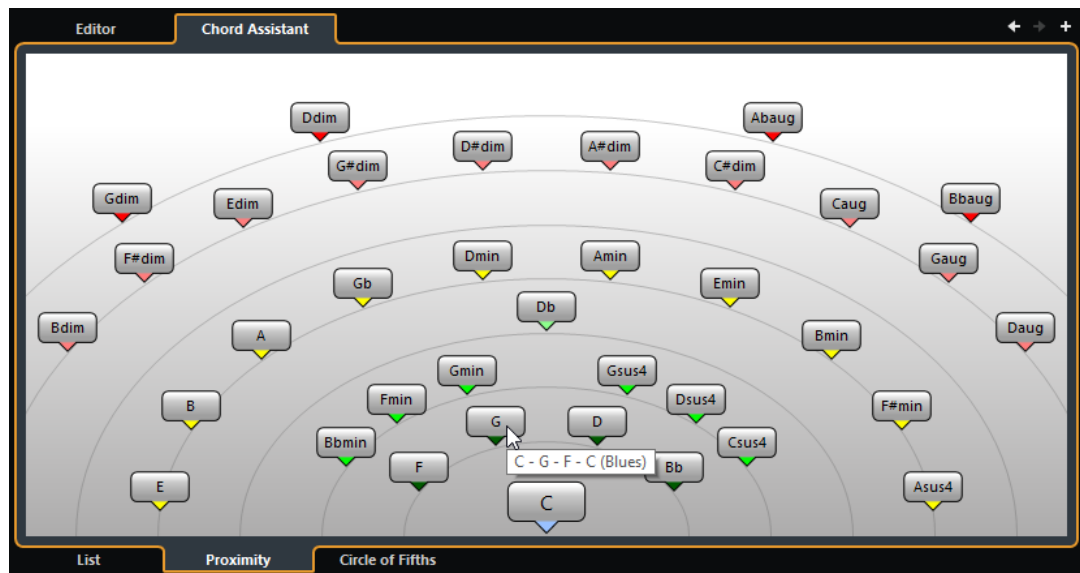 Editor
Chord Assistant
Ddim
Abaug
D#dim
A#dim
G#dim
C#dim
Gdim
Edim
Caug
Bbaug
F#dim
Dmin
Amin
Gaug
Gb
Emin
Db
Bdim
A
Bmin
Daug
Gmin
Gsus4
Fmin
Dsus4
B
F#min
G
D
Bbmin
Csus4
C - G - F - C (Blues)
F
Bb
E
Asus4
C
List
Proximity
Circle of Fifths